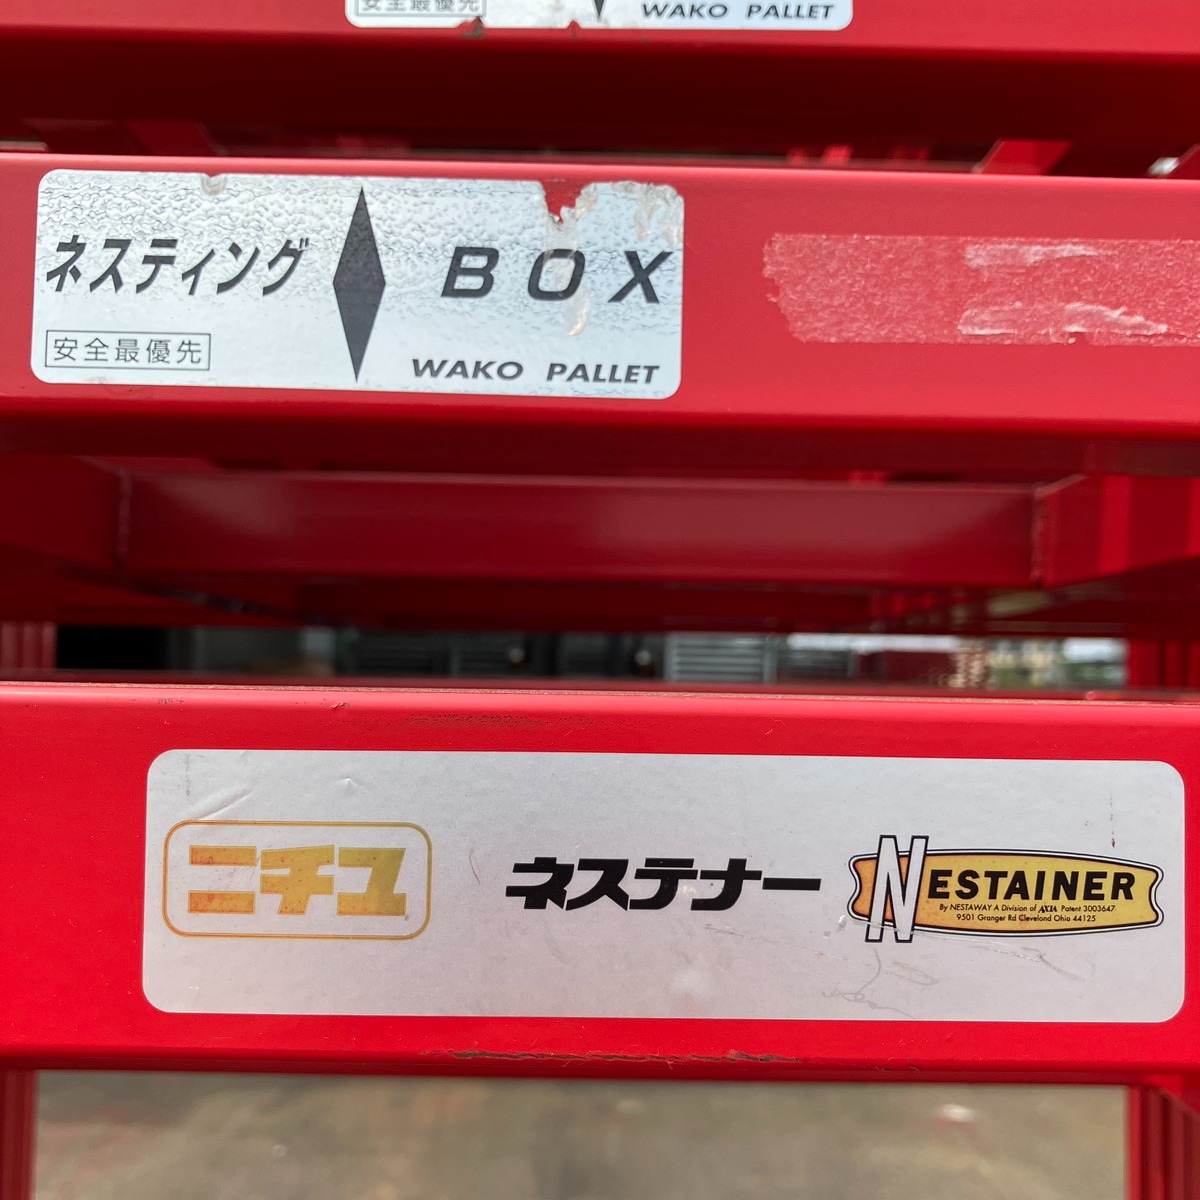 安全最優先
WAKO PALLET
ネスティング BOX
安全最優先
WAKO PALLET
ニチユ ネステナー NESTAINER
By NESTAWAY A Division of AXIA Patent 3003647
9501 Granger Rd Cleveland Ohio 44125